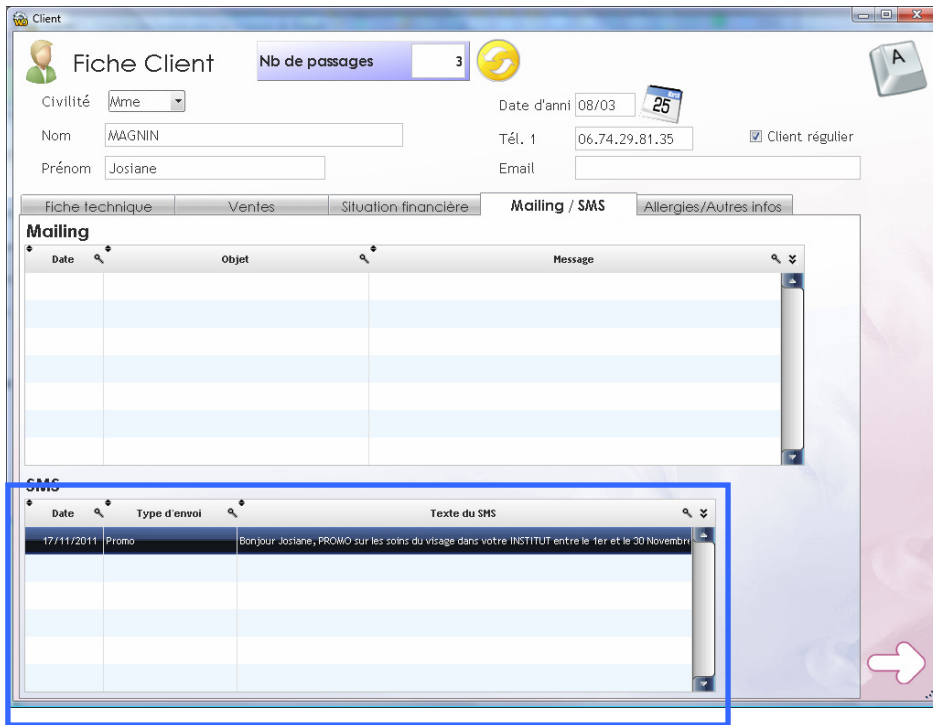 Client
Fiche Client
Nb de passages 3
A
Civilité Mme
Date d'anni 08/03 25
Nom MAGNIN
Tél. 1 06.74.29.81.35
Client régulier
Prénom Josiane
Email
Fiche technique Ventes Situation financière Mailing / SMS Allergies/Autres infos
Mailing
Date Objet Message
SMS
Date Type d'envoi Texte du SMS
17/11/2011 Promo Bonjour Josiane, PROMO sur les soins du visage dans votre INSTITUT entre le 1er et le 30 Novembre